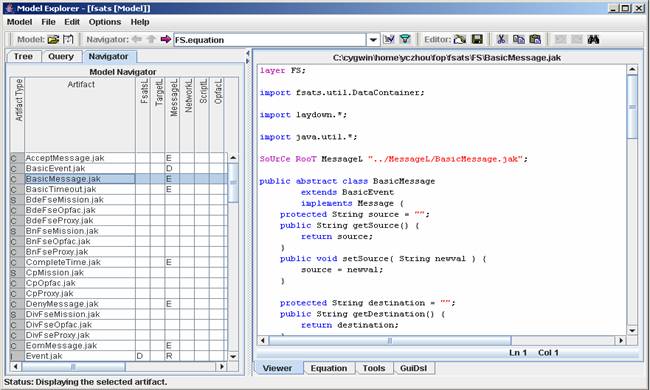 Model Explorer - [fsats [Model]]
Model Edit Options Help
Model: Navigator: FS.equation Editor:
Tree Query Navigator
Model Navigator
Artifact Type Artifact FsatsL TargetL MessageL NetworkL ScriptL OpfacL
C AcceptMessage.jak E
C BasicEvent.jak D
C BasicMessage.jak E
C BasicTimeout.jak E
S BdeFseMission.jak
C BdeFseOpfac.jak
C BdeFseProxy.jak
S BnFseMission.jak
C BnFseOpfac.jak
C BnFseProxy.jak
C CompleteTime.jak E
S CpMission.jak
C CpOpfac.jak
C CpProxy.jak
C DenyMessage.jak E
S DivFseMission.jak
C DivFseOpfac.jak
C DivFseProxy.jak
C EomMessage.jak E
I Event.jak D R
C:\cygwin\home\yczhou\fop\fsats\FS\BasicMessage.jak
layer FS;
import fsats.util.DataContainer;
import laydown.*;
import java.util.*;
SoUrCe RooT MessageL "../MessageL/BasicMessage.jak";
public abstract class BasicMessage
extends BasicEvent
implements Message {
protected String source = "";
public String getSource() {
return source;
}
public void setSource( String newval ) {
source = newval;
}
protected String destination = "";
public String getDestination() {
return destination;
Ln 1 Col 1
Viewer Equation Tools GuiDsl
Status: Displaying the selected artifact.